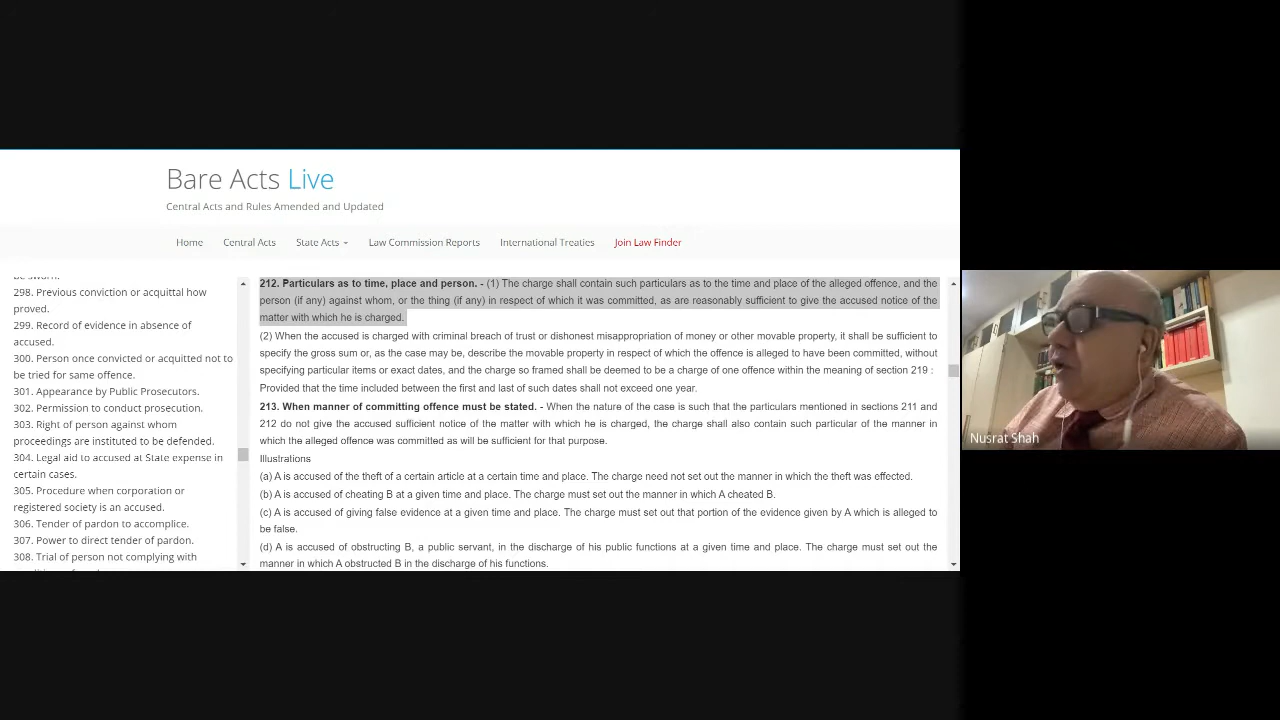 Bare Acts Live
Central Acts and Rules Amended and Updated
Home Central Acts State Acts Law Commission Reports International Treaties Join Law Finder
be sworn.
298. Previous conviction or acquittal how
proved.
299. Record of evidence in absence of
accused.
300. Person once convicted or acquitted not to
be tried for same offence.
301. Appearance by Public Prosecutors.
302. Permission to conduct prosecution.
303. Right of person against whom
proceedings are instituted to be defended.
304. Legal aid to accused at State expense in
certain cases.
305. Procedure when corporation or
registered society is an accused.
306. Tender of pardon to accomplice.
307. Power to direct tender of pardon.
308. Trial of person not complying with
212. Particulars as to time, place and person. - (1) The charge shall contain such particulars as to the time and place of the alleged offence, and the
person (if any) against whom, or the thing (if any) in respect of which it was committed, as are reasonably sufficient to give the accused notice of the
matter with which he is charged.
(2) When the accused is charged with criminal breach of trust or dishonest misappropriation of money or other movable property, it shall be sufficient to
specify the gross sum or, as the case may be, describe the movable property in respect of which the offence is alleged to have been committed, without
specifying particular items or exact dates, and the charge so framed shall be deemed to be a charge of one offence within the meaning of section 219 :
Provided that the time included between the first and last of such dates shall not exceed one year.
213. When manner of committing offence must be stated. - When the nature of the case is such that the particulars mentioned in sections 211 and
212 do not give the accused sufficient notice of the matter with which he is charged, the charge shall also contain such particular of the manner in
which the alleged offence was committed as will be sufficient for that purpose.
Illustrations
(a) A is accused of the theft of a certain article at a certain time and place. The charge need not set out the manner in which the theft was effected.
(b) A is accused of cheating B at a given time and place. The charge must set out the manner in which A cheated B.
(c) A is accused of giving false evidence at a given time and place. The charge must set out that portion of the evidence given by A which is alleged to
be false.
(d) A is accused of obstructing B, a public servant, in the discharge of his public functions at a given time and place. The charge must set out the
manner in which A obstructed B in the discharge of his functions.
Nusrat Shah